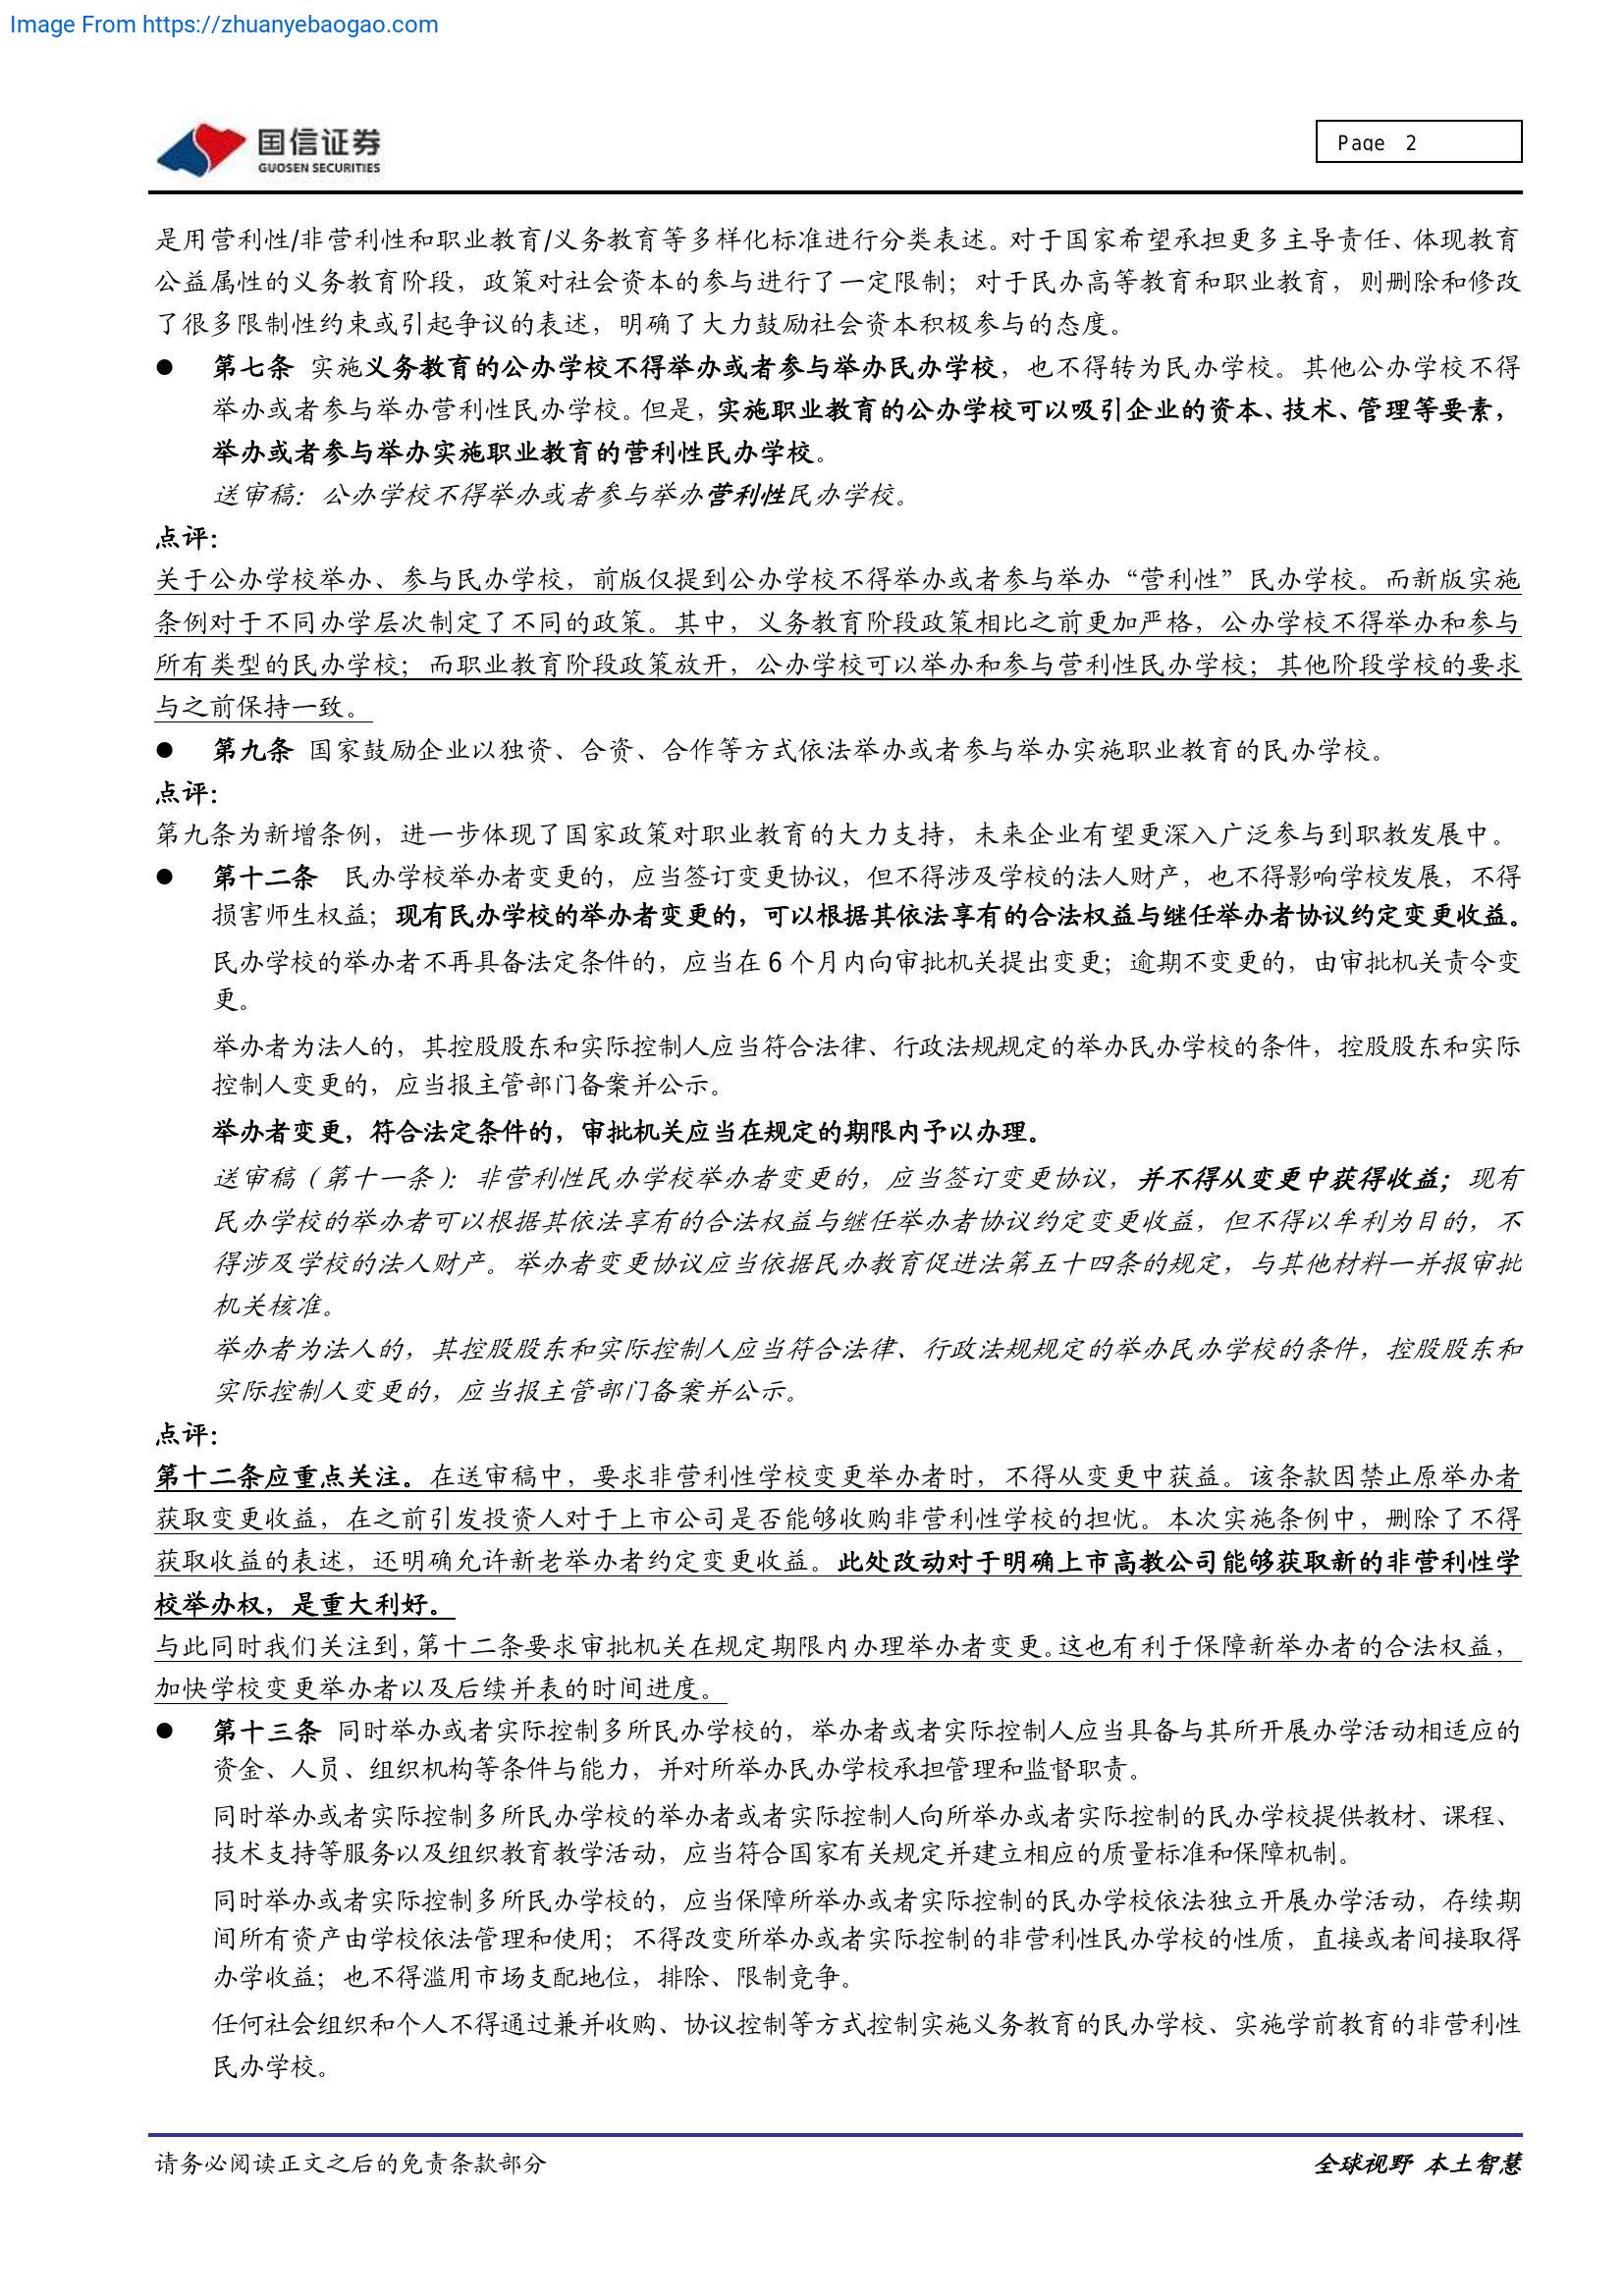 Image From https://zhuanyebaogao.com
国信证券
GUOSEN SECURITIES
Page 2
是用营利性/非营利性和职业教育/义务教育等多样化标准进行分类表述。对于国家希望承担更多主导责任、体现教育
公益属性的义务教育阶段，政策对社会资本的参与进行了一定限制；对于民办高等教育和职业教育，则删除和修改
了很多限制性约束或引起争议的表述，明确了大力鼓励社会资本积极参与的态度。
● 第七条 实施义务教育的公办学校不得举办或者参与举办民办学校，也不得转为民办学校。其他公办学校不得
举办或者参与举办营利性民办学校。但是，实施职业教育的公办学校可以吸引企业的资本、技术、管理等要素，
举办或者参与举办实施职业教育的营利性民办学校。
送审稿：公办学校不得举办或者参与举办营利性民办学校。
点评：
关于公办学校举办、参与民办学校，前版仅提到公办学校不得举办或者参与举办“营利性”民办学校。而新版实施
条例对于不同办学层次制定了不同的政策。其中，义务教育阶段政策相比之前更加严格，公办学校不得举办和参与
所有类型的民办学校；而职业教育阶段政策放开，公办学校可以举办和参与营利性民办学校；其他阶段学校的要求
与之前保持一致。
● 第九条 国家鼓励企业以独资、合资、合作等方式依法举办或者参与举办实施职业教育的民办学校。
点评：
第九条为新增条例，进一步体现了国家政策对职业教育的大力支持，未来企业有望更深入广泛参与到职教发展中。
● 第十二条 民办学校举办者变更的，应当签订变更协议，但不得涉及学校的法人财产，也不得影响学校发展，不得
损害师生权益；现有民办学校的举办者变更的，可以根据其依法享有的合法权益与继任举办者协议约定变更收益。
民办学校的举办者不再具备法定条件的，应当在 6 个月内向审批机关提出变更；逾期不变更的，由审批机关责令变
更。
举办者为法人的，其控股股东和实际控制人应当符合法律、行政法规规定的举办民办学校的条件，控股股东和实际
控制人变更的，应当报主管部门备案并公示。
举办者变更，符合法定条件的，审批机关应当在规定的期限内予以办理。
送审稿（第十一条）：非营利性民办学校举办者变更的，应当签订变更协议，并不得从变更中获得收益；现有
民办学校的举办者可以根据其依法享有的合法权益与继任举办者协议约定变更收益，但不得以牟利为目的，不
得涉及学校的法人财产。举办者变更协议应当依据民办教育促进法第五十四条的规定，与其他材料一并报审批
机关核准。
举办者为法人的，其控股股东和实际控制人应当符合法律、行政法规规定的举办民办学校的条件，控股股东和
实际控制人变更的，应当报主管部门备案并公示。
点评：
第十二条应重点关注。在送审稿中，要求非营利性学校变更举办者时，不得从变更中获益。该条款因禁止原举办者
获取变更收益，在之前引发投资人对于上市公司是否能够收购非营利性学校的担忧。本次实施条例中，删除了不得
获取收益的表述，还明确允许新老举办者约定变更收益。此处改动对于明确上市高教公司能够获取新的非营利性学
校举办权，是重大利好。
与此同时我们关注到，第十二条要求审批机关在规定期限内办理举办者变更。这也有利于保障新举办者的合法权益，
加快学校变更举办者以及后续并表的时间进度。
● 第十三条 同时举办或者实际控制多所民办学校的，举办者或者实际控制人应当具备与其所开展办学活动相适应的
资金、人员、组织机构等条件与能力，并对所举办民办学校承担管理和监督职责。
同时举办或者实际控制多所民办学校的举办者或者实际控制人向所举办或者实际控制的民办学校提供教材、课程、
技术支持等服务以及组织教育教学活动，应当符合国家有关规定并建立相应的质量标准和保障机制。
同时举办或者实际控制多所民办学校的，应当保障所举办或者实际控制的民办学校依法独立开展办学活动，存续期
间所有资产由学校依法管理和使用；不得改变所举办或者实际控制的非营利性民办学校的性质，直接或者间接取得
办学收益；也不得滥用市场支配地位，排除、限制竞争。
任何社会组织和个人不得通过兼并收购、协议控制等方式控制实施义务教育的民办学校、实施学前教育的非营利性
民办学校。
请务必阅读正文之后的免责条款部分
全球视野 本土智慧